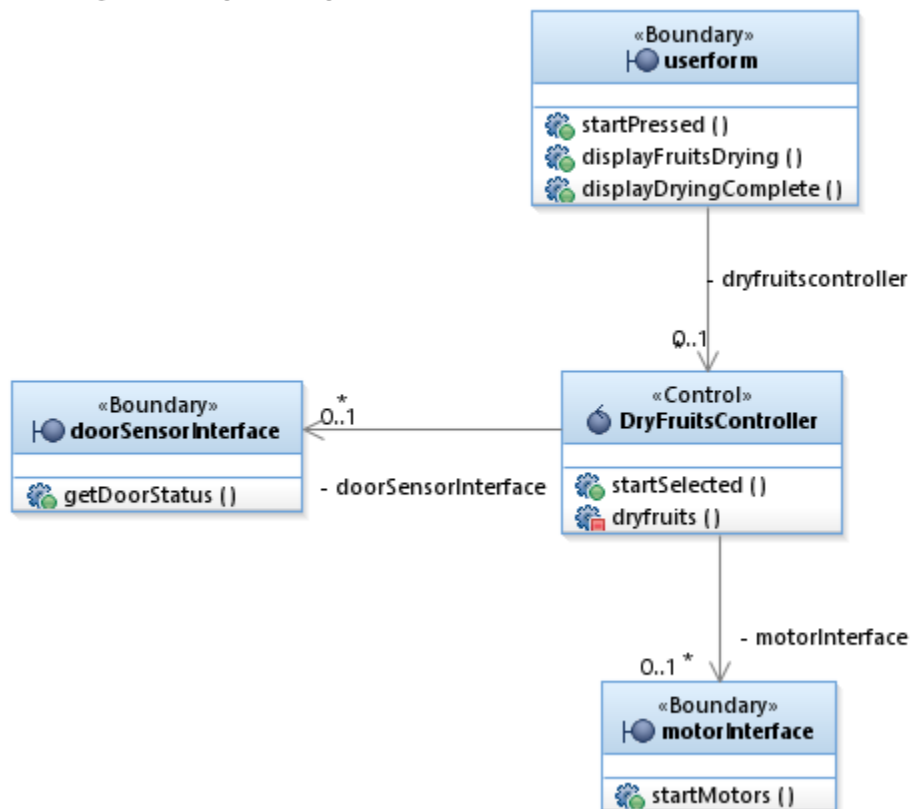 «Boundary»
userform
startPressed ()
displayFruitsDrying ()
displayDryingComplete ()
- dryfruitscontroller
0..1
*
«Boundary»
doorSensorInterface
getDoorStatus ()
*
0..1
- doorSensorInterface
«Control»
DryFruitsController
startSelected ()
dryfruits ()
- motorInterface
0..1 *
«Boundary»
motorInterface
startMotors ()